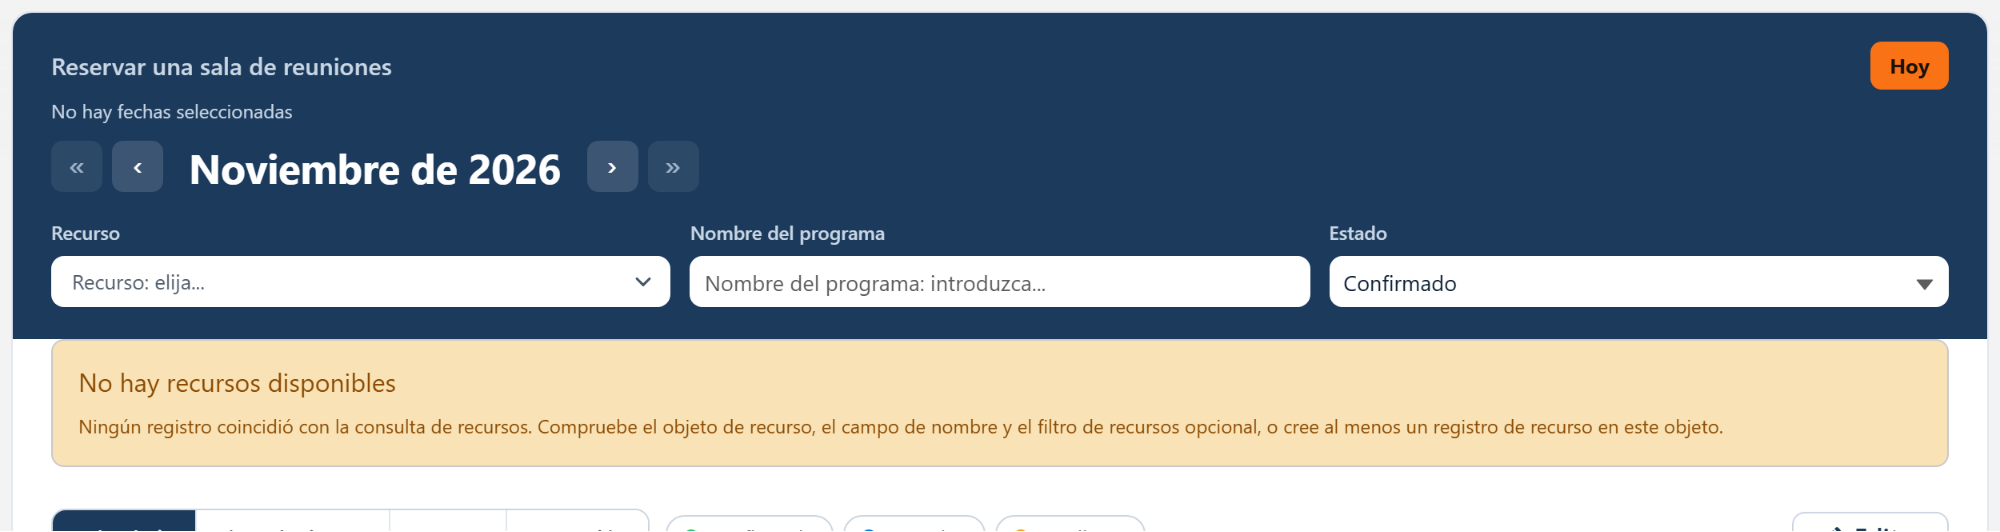 Reservar una sala de reuniones
Hoy
No hay fechas seleccionadas
« ‹ Noviembre de 2026 › »
Recurso
Nombre del programa
Estado
Recurso: elija...
Nombre del programa: introduzca...
Confirmado
No hay recursos disponibles
Ningún registro coincidió con la consulta de recursos. Compruebe el objeto de recurso, el campo de nombre y el filtro de recursos opcional, o cree al menos un registro de recurso en este objeto.